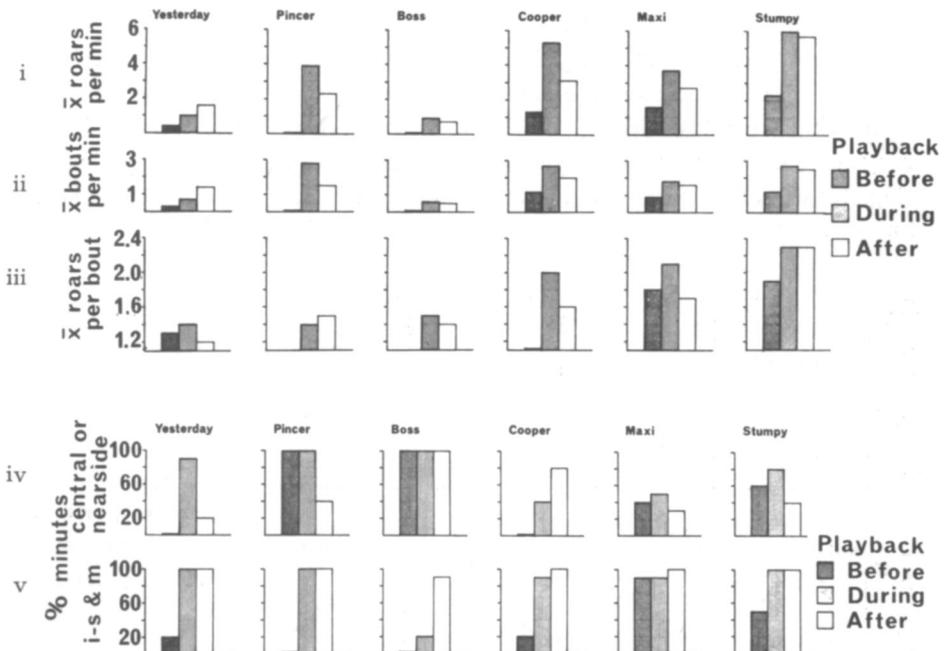 Yesterday Pincer Boss Cooper Maxi Stumpy
i
x̄ roars
per min
6
4
2
ii
x̄ bouts
per min
3
1
iii
x̄ roars
per bout
2.4
2.0
1.6
1.2
Playback
Before
During
After
Yesterday Pincer Boss Cooper Maxi Stumpy
iv
% minutes
central or
nearside
100
60
20
v
i-s & m
100
60
20
Playback
Before
During
After